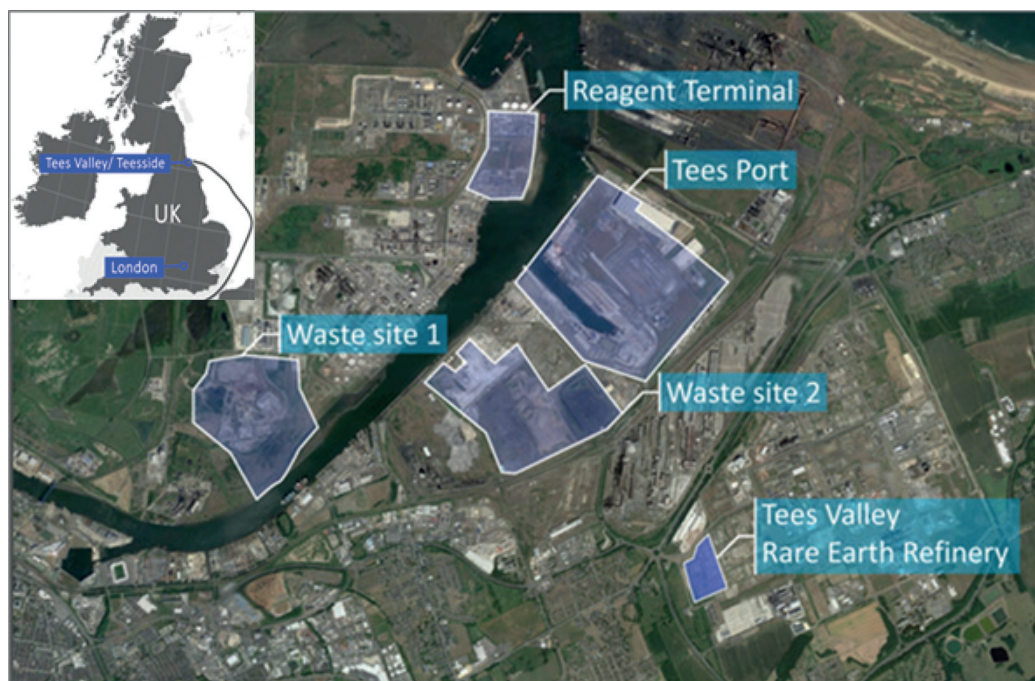 Tees Valley/ Teesside
UK
London
Reagent Terminal
Tees Port
Waste site 1
Waste site 2
Tees Valley
Rare Earth Refinery